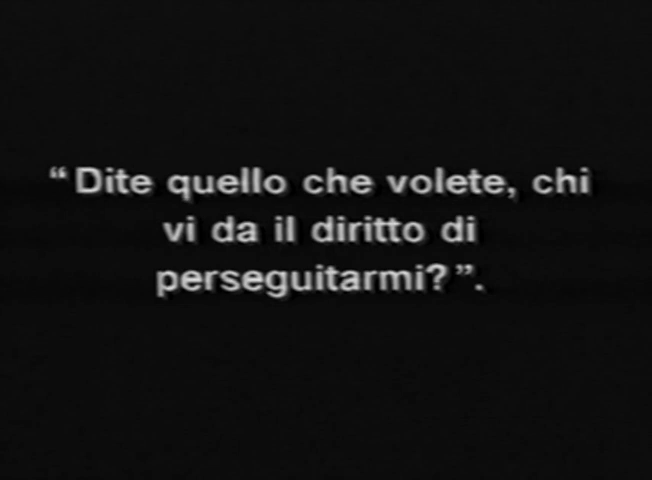 “Dite quello che volete, chi
vi da il diritto di
perseguitarmi?”.